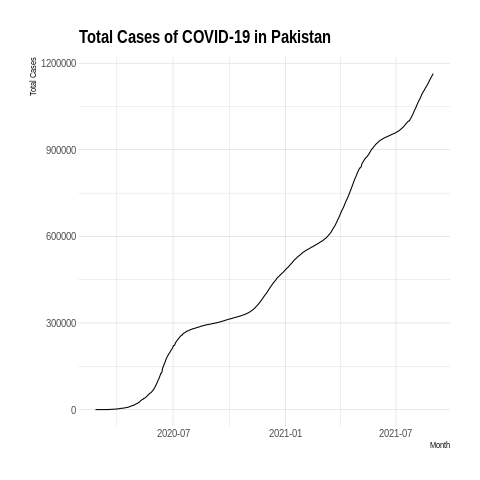 Total Cases of COVID-19 in Pakistan
Total Cases
1200000
900000
600000
300000
0
2020-07 2021-01 2021-07
Month